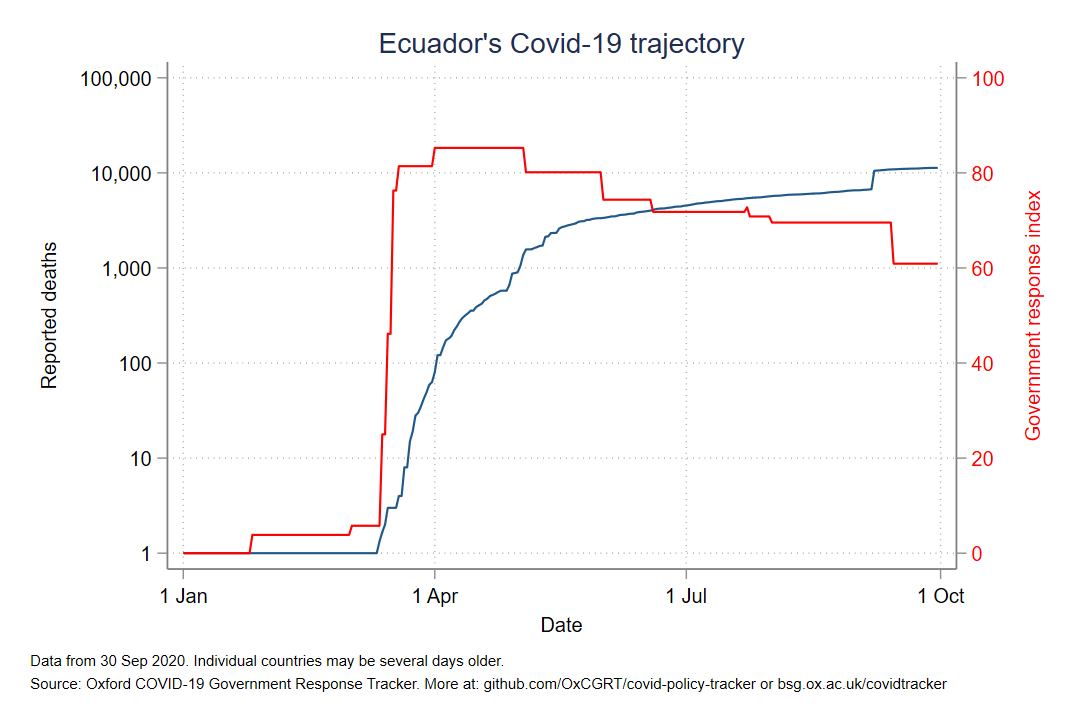 Ecuador's Covid-19 trajectory
100,000
10,000
1,000
100
10
1
Reported deaths
100
80
60
40
20
0
Government response index
1 Jan
1 Apr
1 Jul
1 Oct
Date
Data from 30 Sep 2020. Individual countries may be several days older.
Source: Oxford COVID-19 Government Response Tracker. More at: github.com/OxCGRT/covid-policy-tracker or bsg.ox.ac.uk/covidtracker